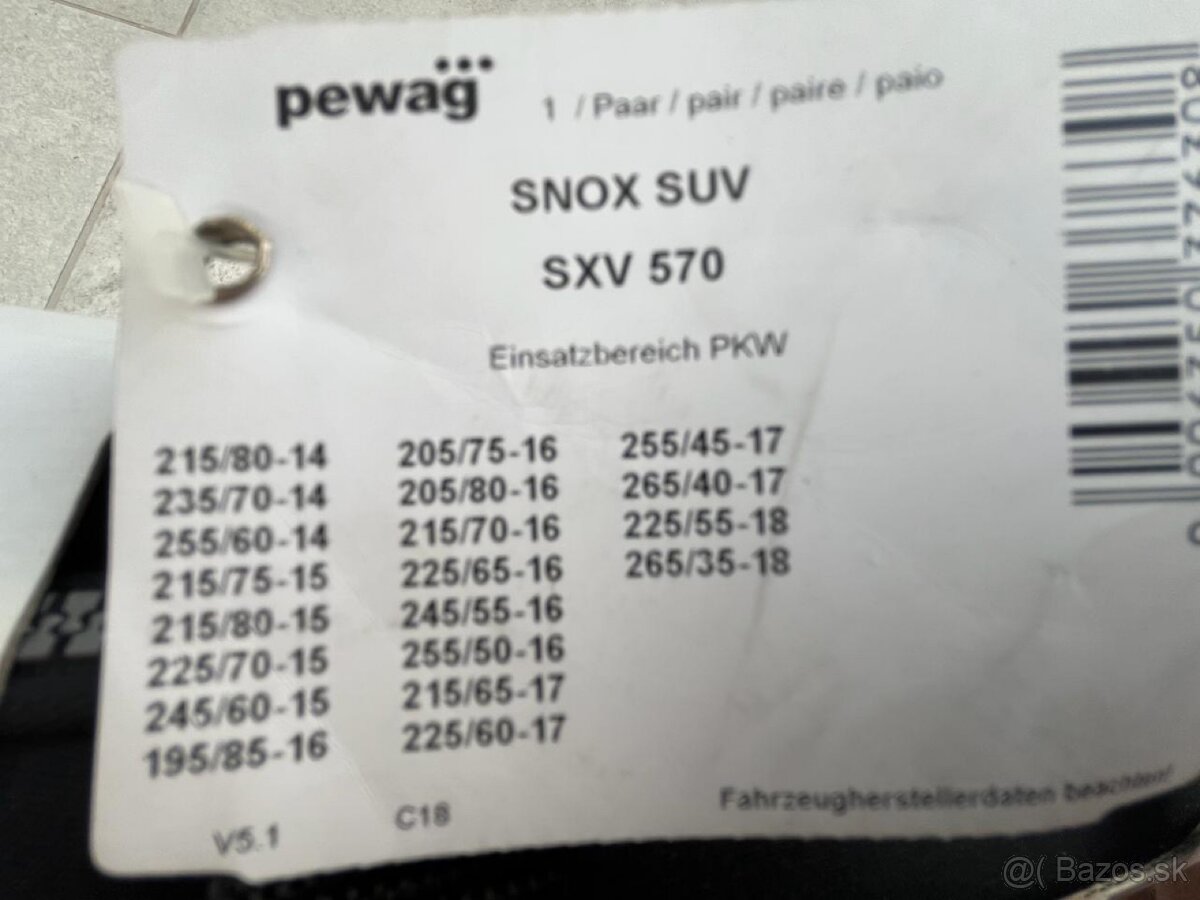 pewag 1 / Paar / pair / paire / paio
SNOX SUV
SXV 570
Einsatzbereich PKW
215/80-14 205/75-16 255/45-17
235/70-14 205/80-16 265/40-17
255/60-14 215/70-16 225/55-18
215/75-15 225/65-16 265/35-18
215/80-15 245/55-16
225/70-15 255/50-16
245/60-15 215/65-17
195/85-16 225/60-17
V5.1 C18
Fahrzeugherstellerdaten beachten!
@( Bazos.sk